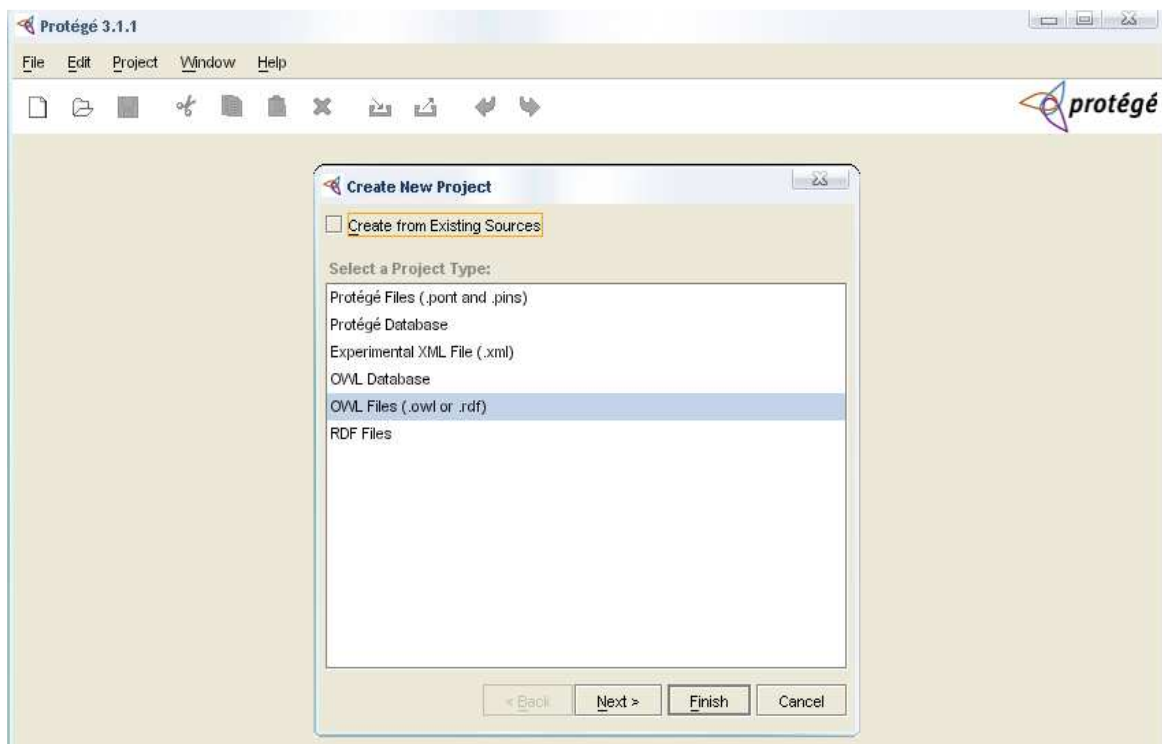 Protégé 3.1.1
File Edit Project Window Help
protégé
Create New Project
Create from Existing Sources
Select a Project Type:
Protégé Files (.pont and .pins)
Protégé Database
Experimental XML File (.xml)
OWL Database
OWL Files (.owl or .rdf)
RDF Files
< Back Next > Finish Cancel